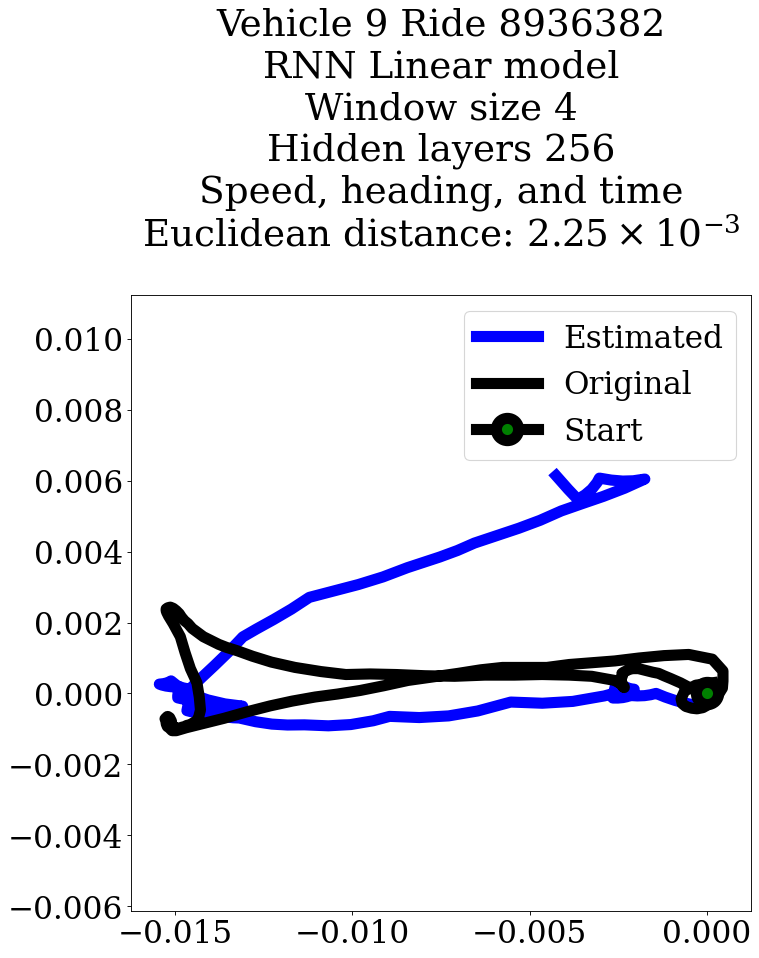 Vehicle 9 Ride 8936382
RNN Linear model
Window size 4
Hidden layers 256
Speed, heading, and time
Euclidean distance: 2.25 × 10⁻³
Estimated
Original
Start
0.010
0.008
0.006
0.004
0.002
0.000
−0.002
−0.004
−0.006
−0.015 −0.010 −0.005 0.000